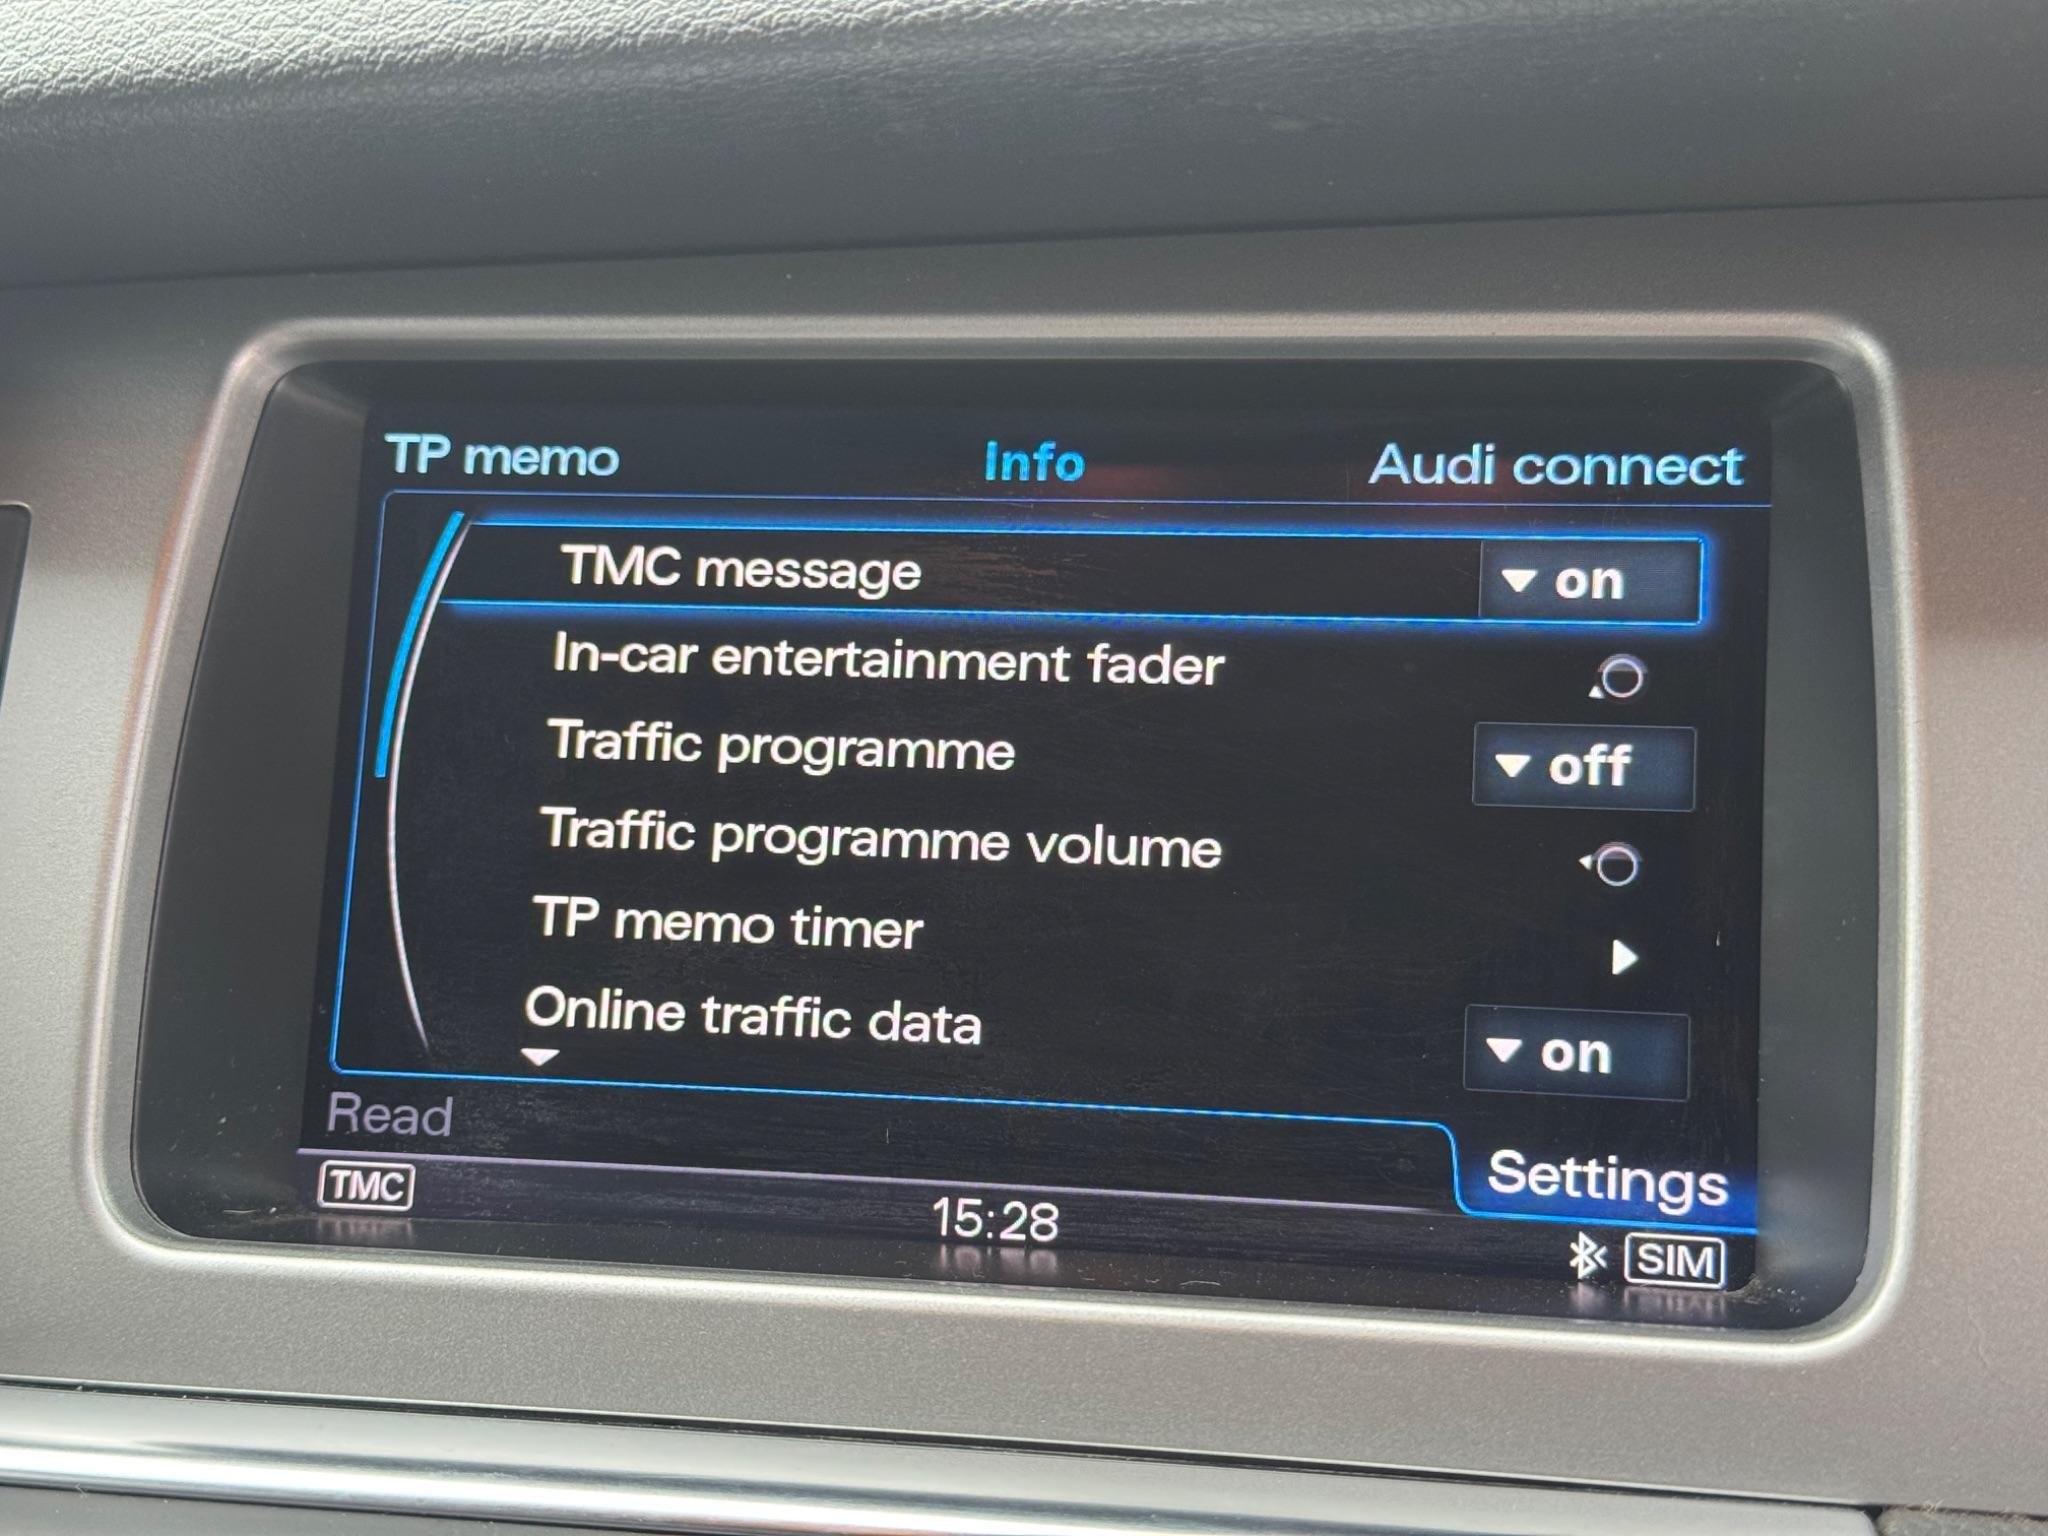 TP memo Info Audi connect
TMC message on
In-car entertainment fader
Traffic programme off
Traffic programme volume
TP memo timer
Online traffic data on
Read
Settings
TMC 15:28 SIM